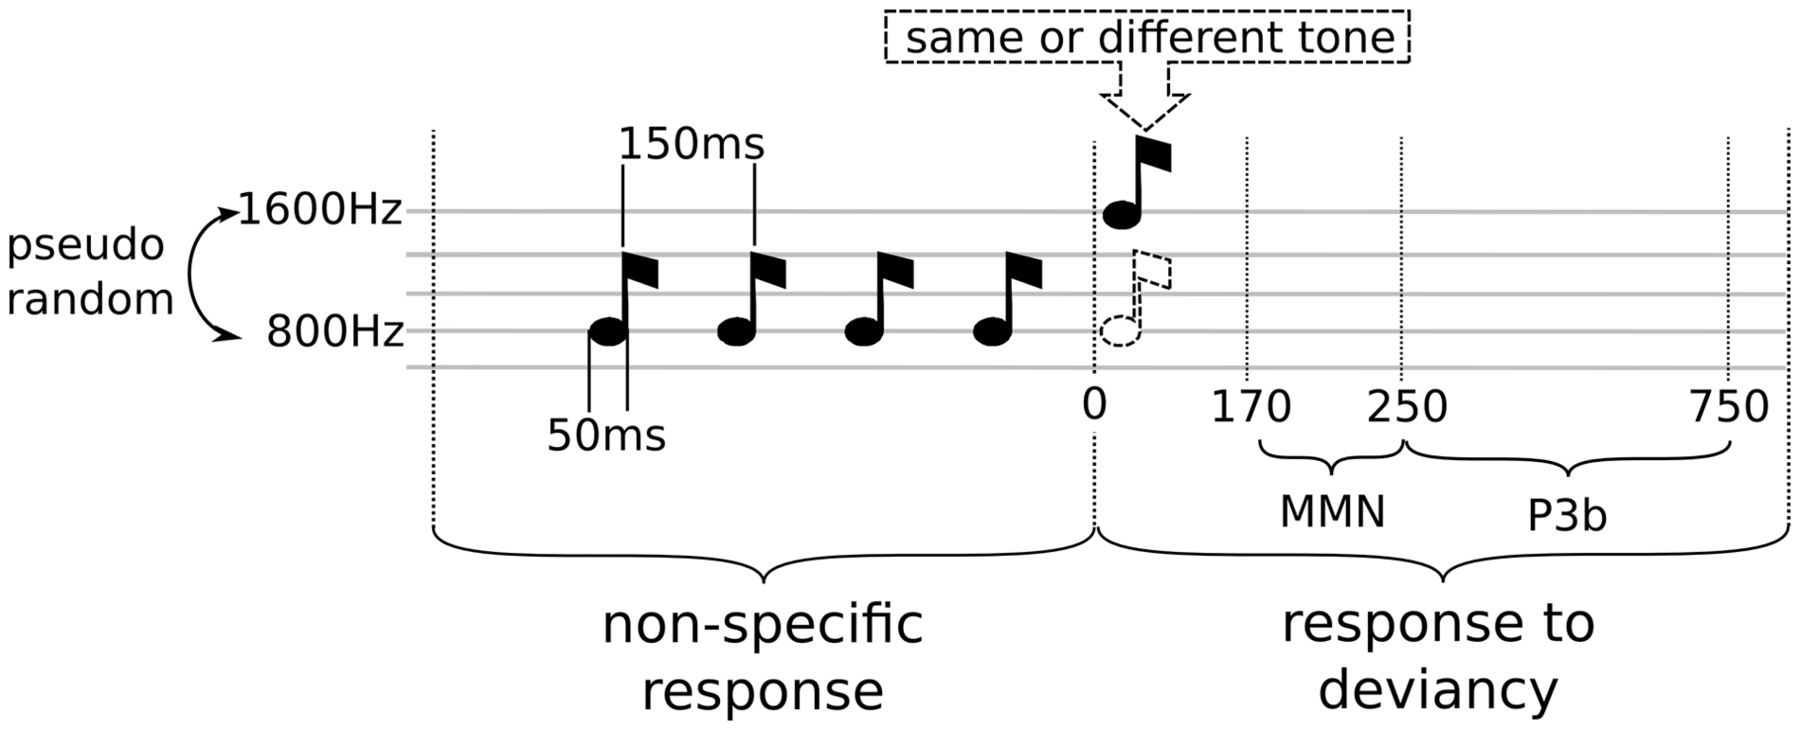 same or different tone
150ms
1600Hz
pseudo
random
800Hz
50ms
0
170
250
750
MMN
P3b
non-specific
response
response to
deviancy